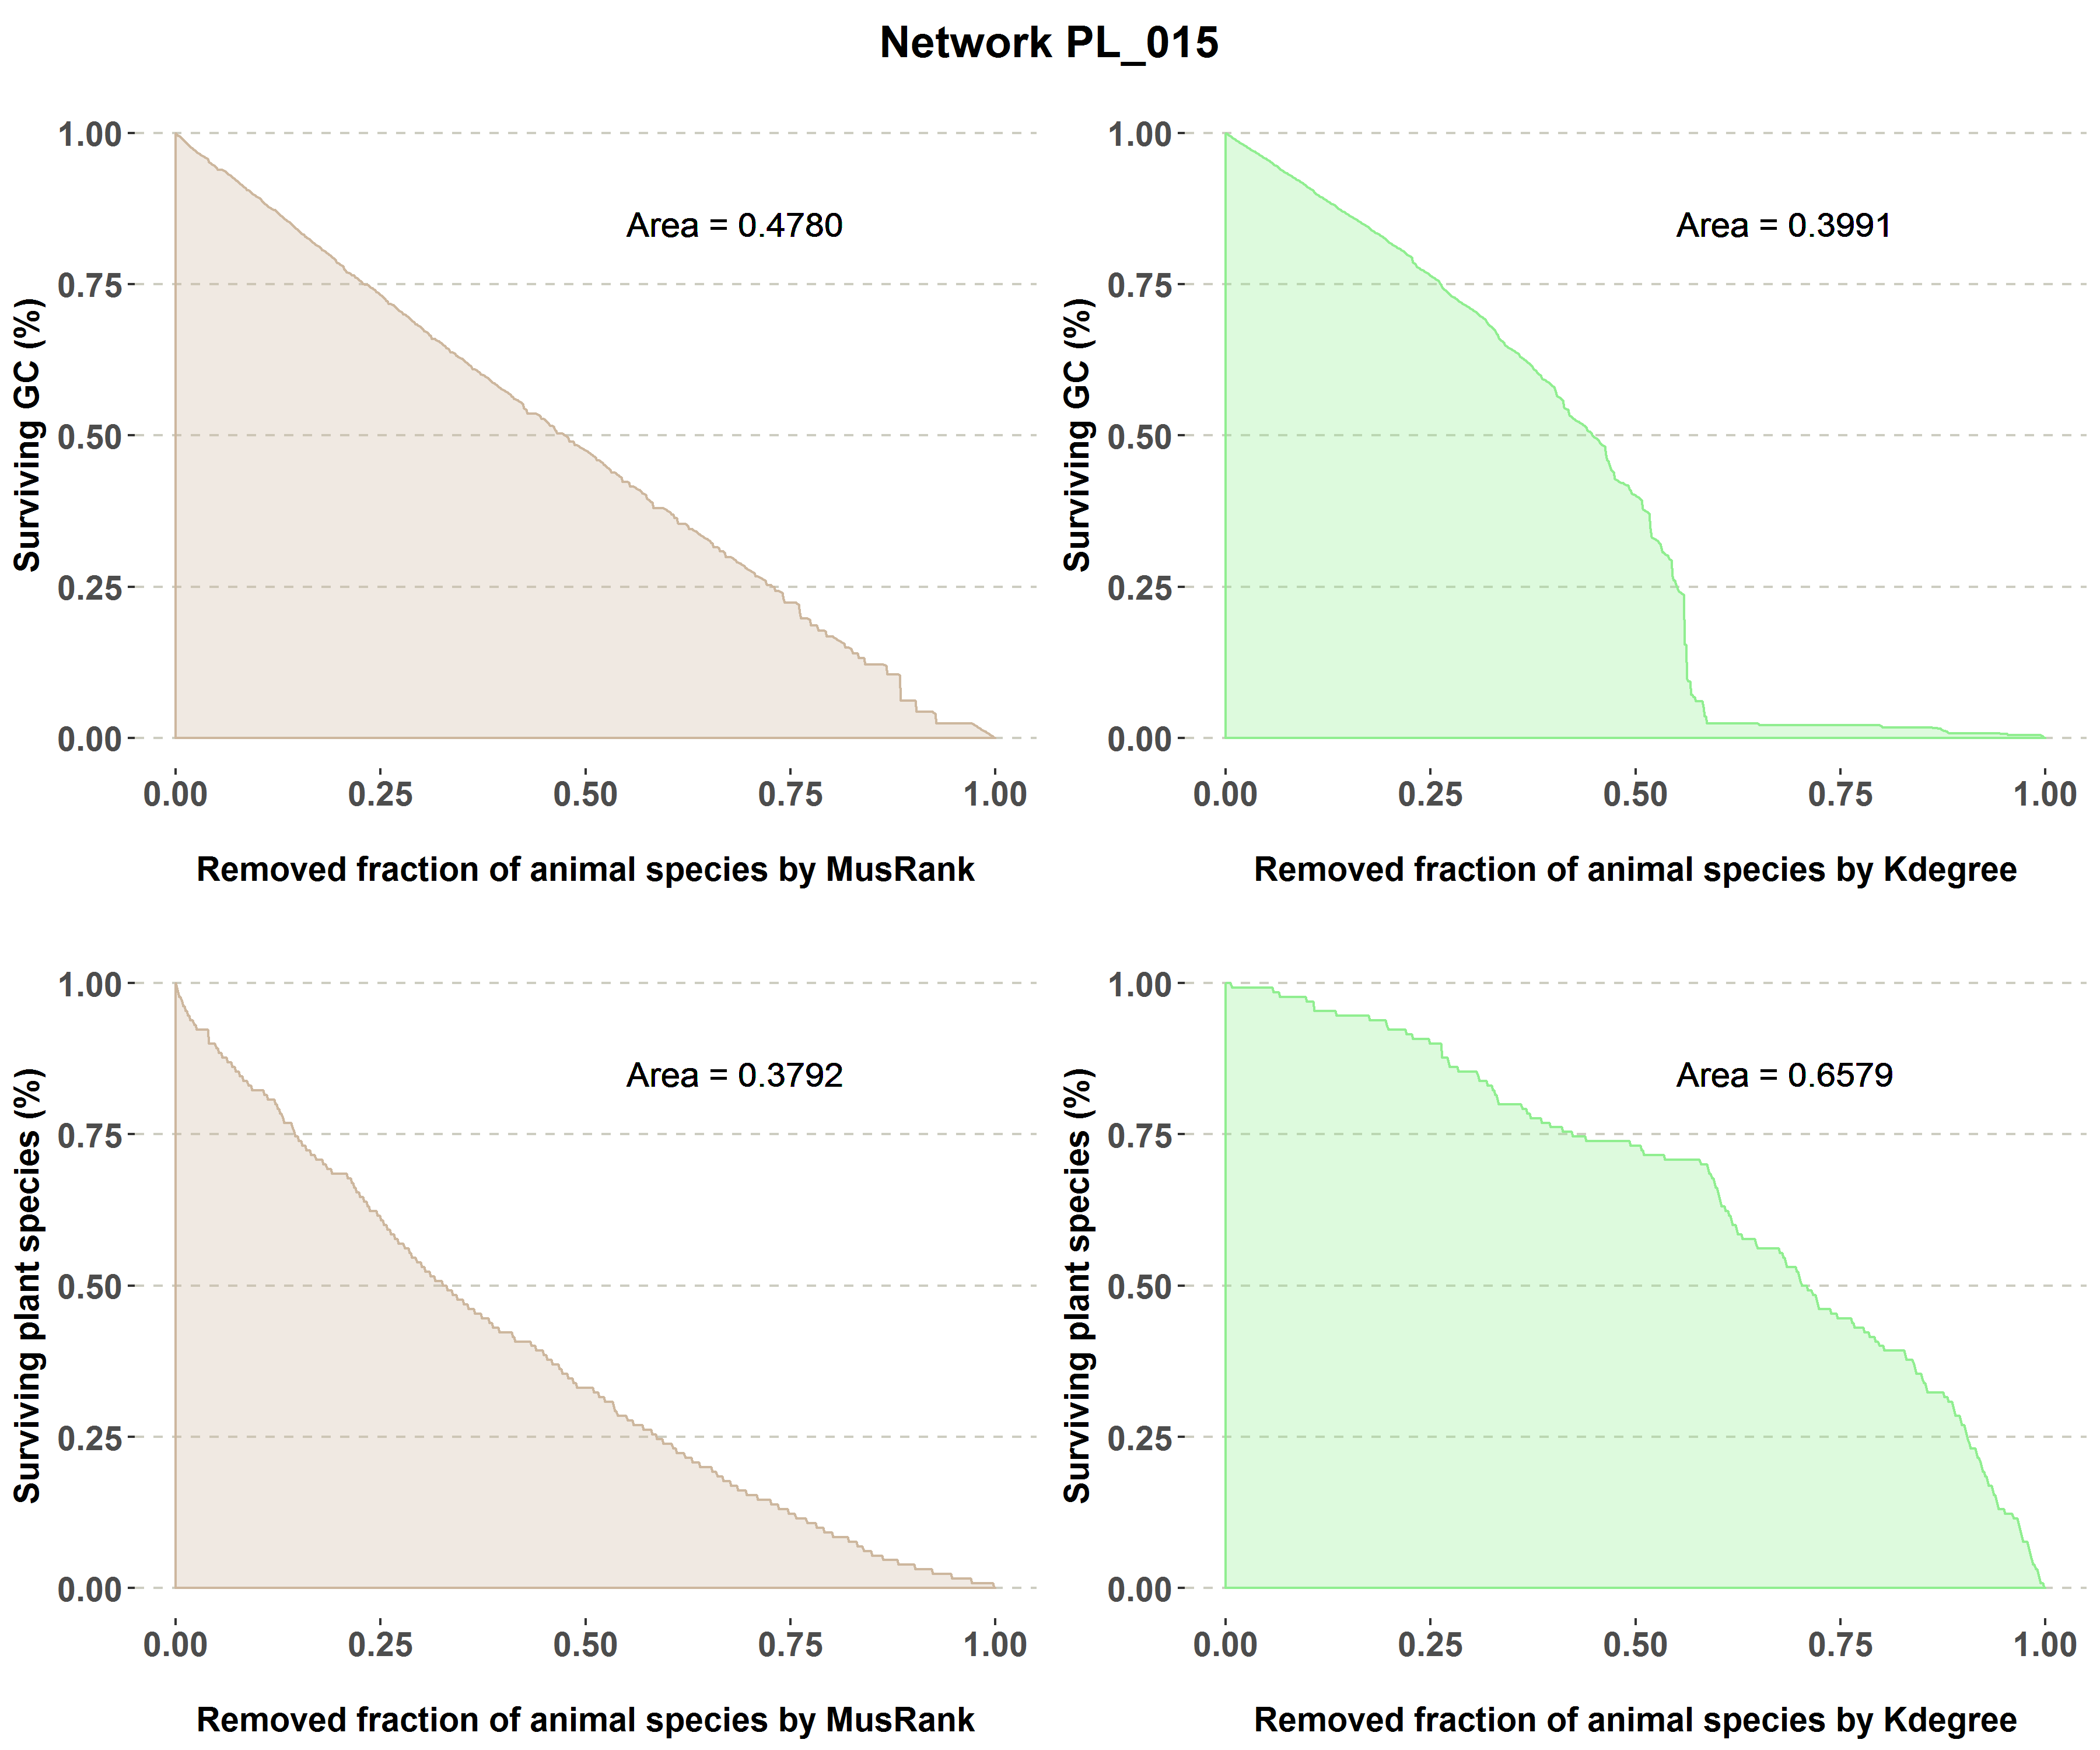 Network PL_015
Surviving GC (%)
1.00
0.75
0.50
0.25
0.00
Area = 0.4780
0.00 0.25 0.50 0.75 1.00
Removed fraction of animal species by MusRank
Surviving GC (%)
1.00
0.75
0.50
0.25
0.00
Area = 0.3991
0.00 0.25 0.50 0.75 1.00
Removed fraction of animal species by Kdegree
Surviving plant species (%)
1.00
0.75
0.50
0.25
0.00
Area = 0.3792
0.00 0.25 0.50 0.75 1.00
Removed fraction of animal species by MusRank
Surviving plant species (%)
1.00
0.75
0.50
0.25
0.00
Area = 0.6579
0.00 0.25 0.50 0.75 1.00
Removed fraction of animal species by Kdegree